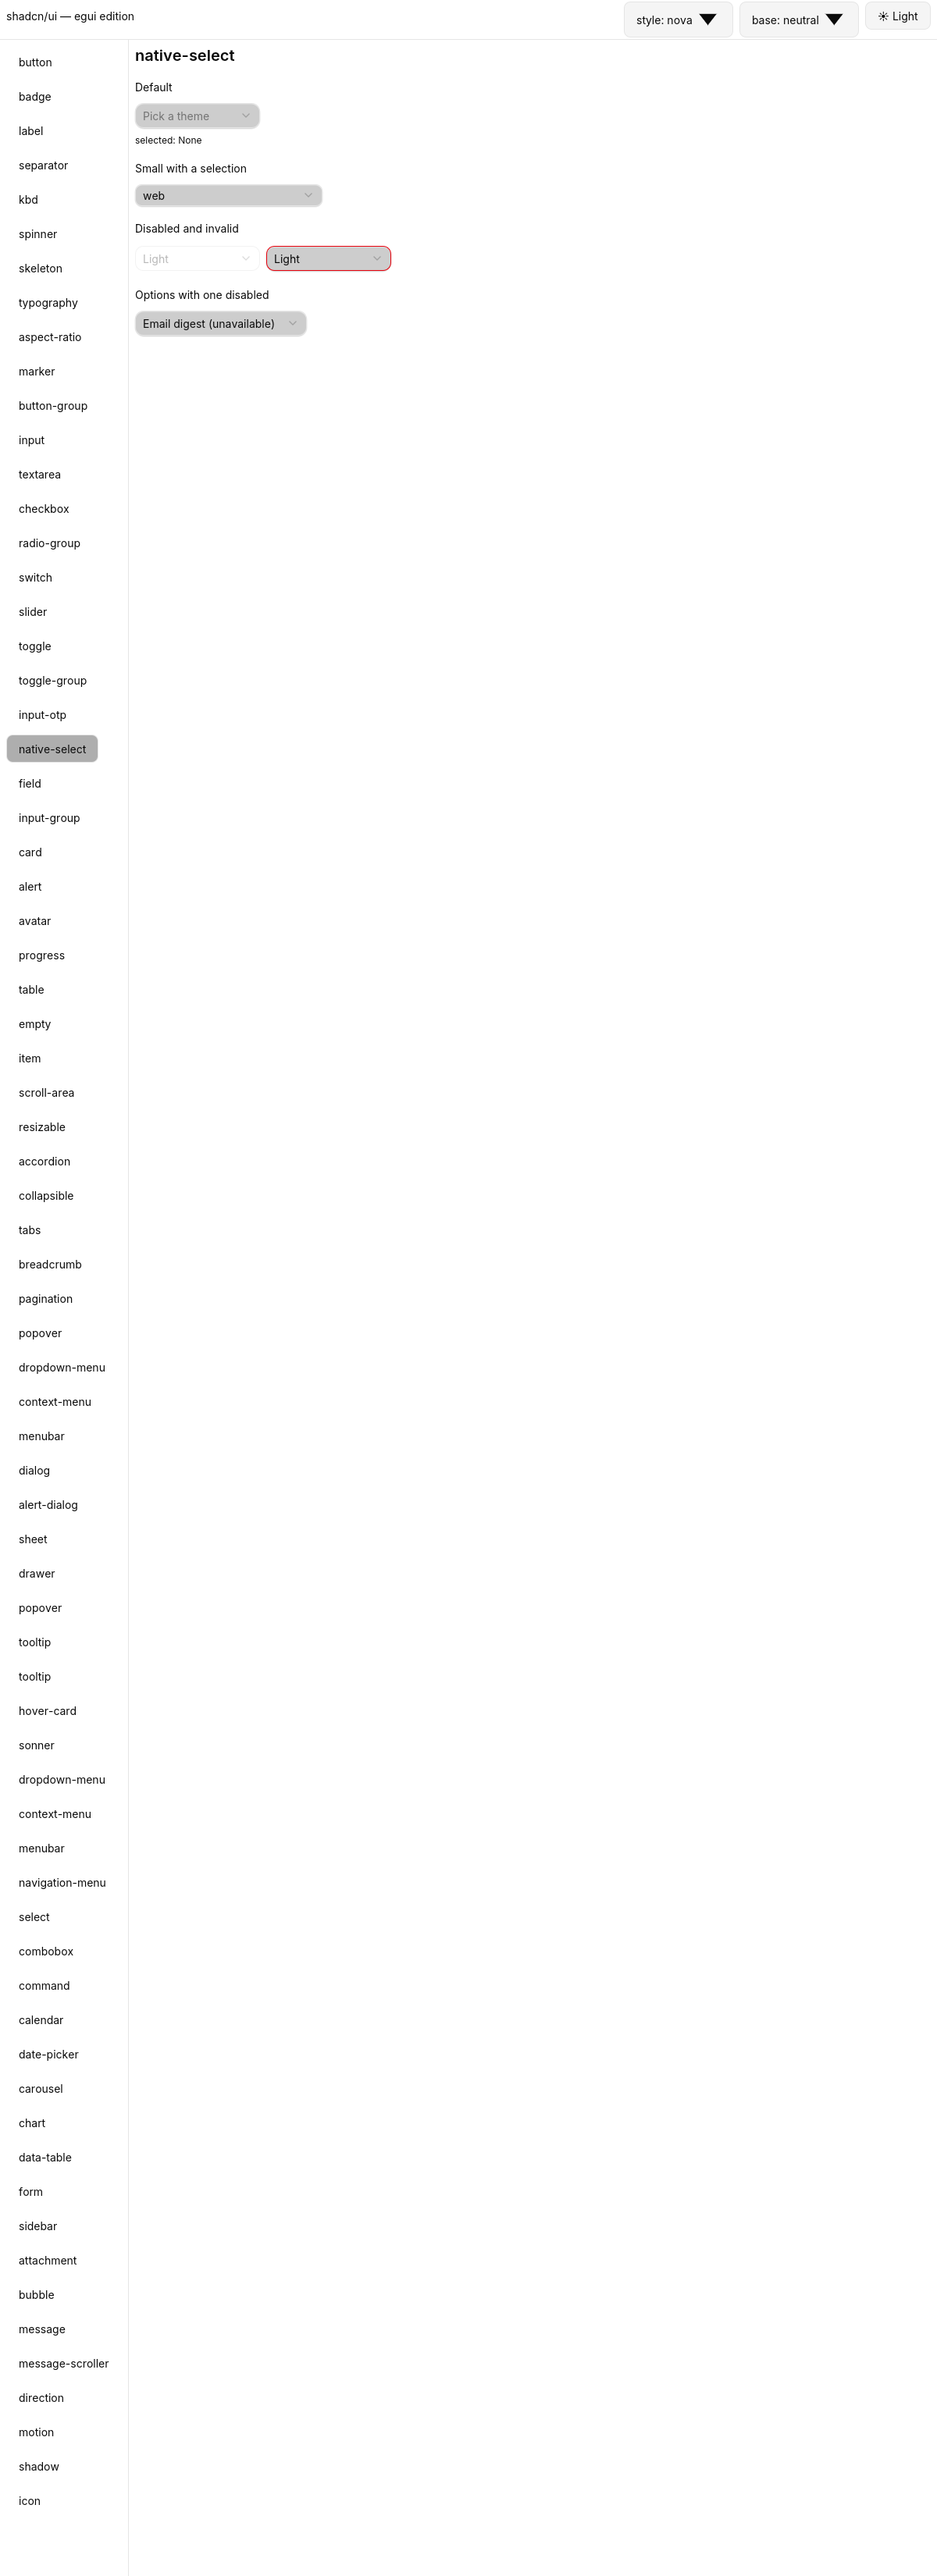 shadcn/ui — egui edition
style: nova
base: neutral
☀ Light
button
badge
label
separator
kbd
spinner
skeleton
typography
aspect-ratio
marker
button-group
input
textarea
checkbox
radio-group
switch
slider
toggle
toggle-group
input-otp
native-select
field
input-group
card
alert
avatar
progress
table
empty
item
scroll-area
resizable
accordion
collapsible
tabs
breadcrumb
pagination
popover
dropdown-menu
context-menu
menubar
dialog
alert-dialog
sheet
drawer
popover
tooltip
tooltip
hover-card
sonner
dropdown-menu
context-menu
menubar
navigation-menu
select
combobox
command
calendar
date-picker
carousel
chart
data-table
form
sidebar
attachment
bubble
message
message-scroller
direction
motion
shadow
icon
native-select
Default
Pick a theme
selected: None
Small with a selection
web
Disabled and invalid
Light
Light
Options with one disabled
Email digest (unavailable)